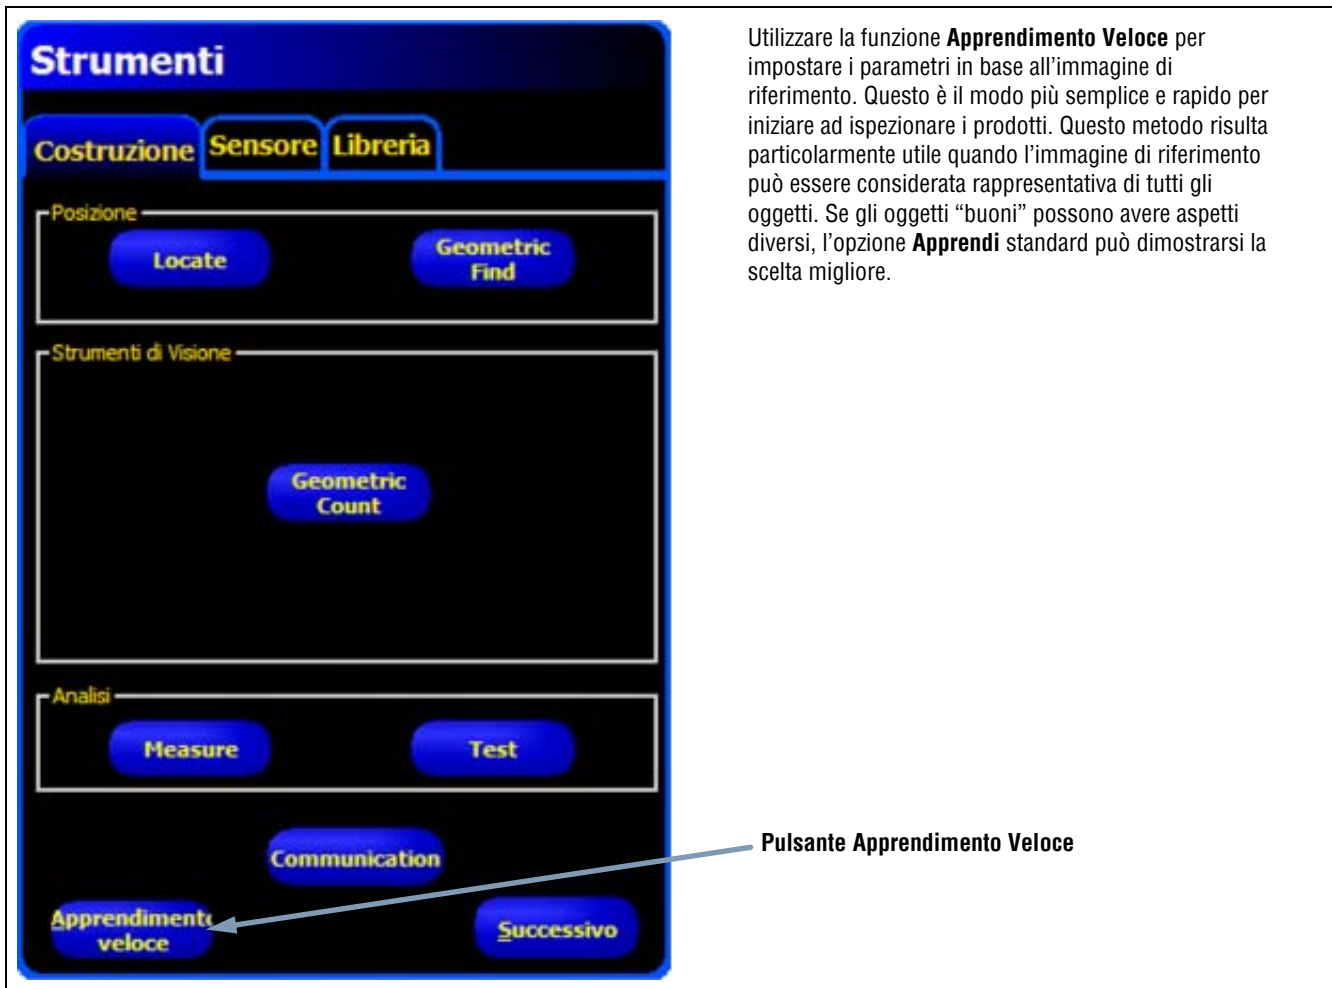 Strumenti
Costruzione Sensore Libreria
Posizione
Locate
Geometric
Find
Strumenti di Visione
Geometric
Count
Analisi
Measure
Test
Communication
Apprendimento
veloce
Successivo
Utilizzare la funzione Apprendimento Veloce per
impostare i parametri in base all’immagine di
riferimento. Questo è il modo più semplice e rapido per
iniziare ad ispezionare i prodotti. Questo metodo risulta
particolarmente utile quando l’immagine di riferimento
può essere considerata rappresentativa di tutti gli
oggetti. Se gli oggetti “buoni” possono avere aspetti
diversi, l’opzione Apprendi standard può dimostrarsi la
scelta migliore.
Pulsante Apprendimento Veloce